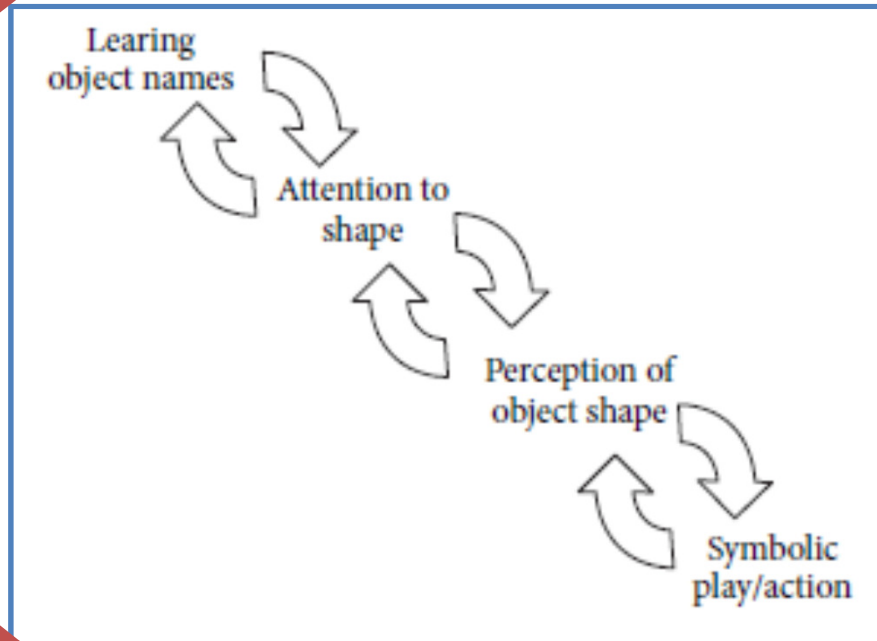 Learing
object names
Attention to
shape
Perception of
object shape
Symbolic
play/action